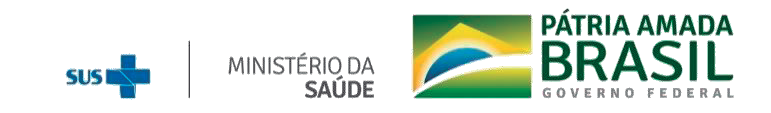 SUS
MINISTÉRIO DA
SAÚDE
PÁTRIA AMADA
BRASIL
GOVERNO FEDERAL